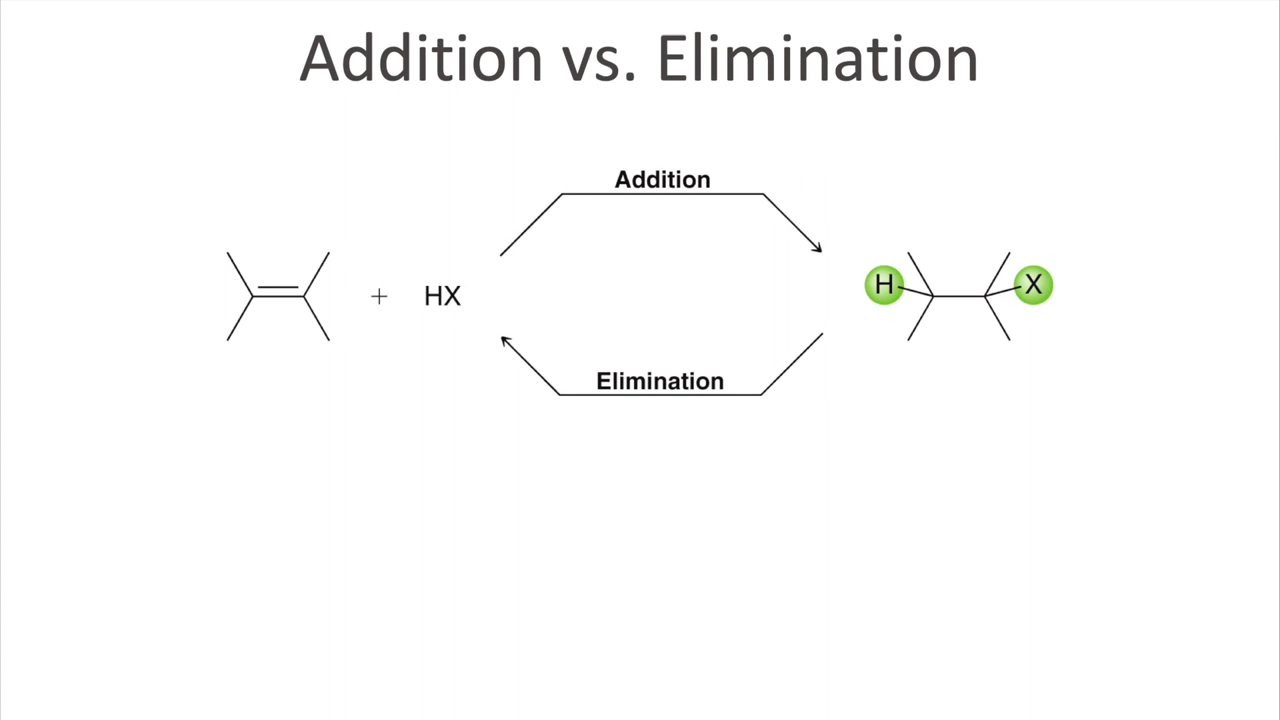 Addition vs. Elimination
Addition
+ HX
H X
Elimination